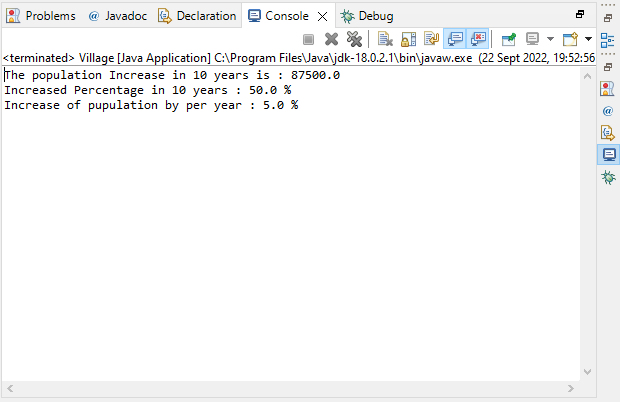 Problems @ Javadoc Declaration Console Debug
<terminated> Village [Java Application] C:\Program Files\Java\jdk-18.0.2.1\bin\javaw.exe (22 Sept 2022, 19:52:56
The population Increase in 10 years is : 87500.0
Increased Percentage in 10 years : 50.0 %
Increase of pupulation by per year : 5.0 %